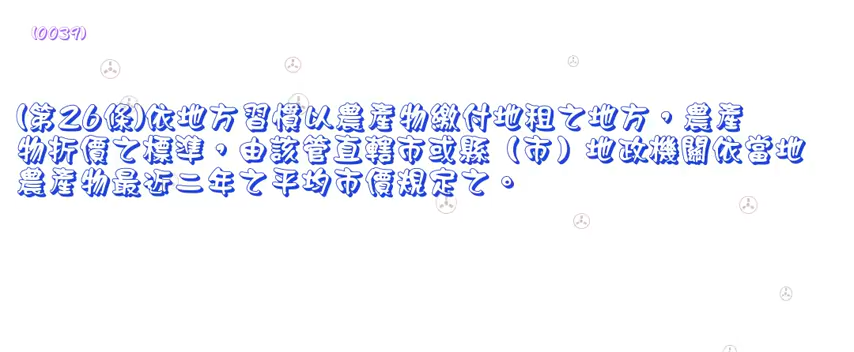 (0039)
(第26條)依地方習慣以農產物繳付地租之地方，農產
物折價之標準，由該管直轄市或縣（市）地政機關依當地
農產物最近二年之平均市價規定之。